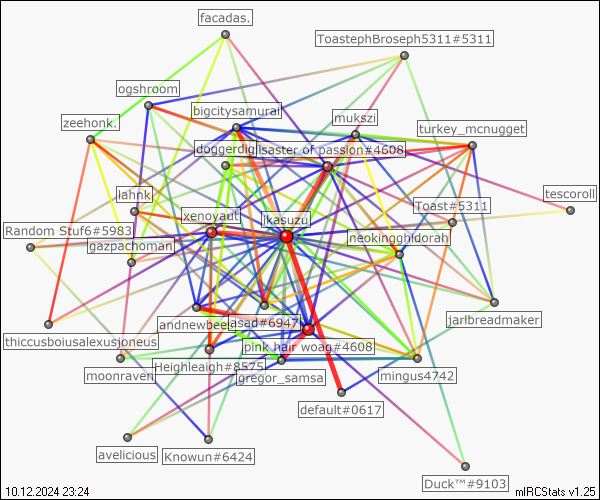 facadas.
ToastephBroseph5311#5311
ogshroom
bigcitysamurai
mukszi
zeehonk.
turkey_mcnugget
doggerdigi
isaster of passion#4608
tescoroll
lahnk
Toast#5311
xenoyaut
ikasuzu
Random Stuf6#5983
gazpachoman
neokingghidorah
andnewbee
asad#6947
jarlbreadmaker
thiccusboiusalexusjoneus
pink hair woag#4608
moonraven
Heighleaigh#8575
gregor_samsa
mingus4742
default#0617
avelicious
Knowun#6424
Duck™#9103
10.12.2024 23:24
mIRCStats v1.25